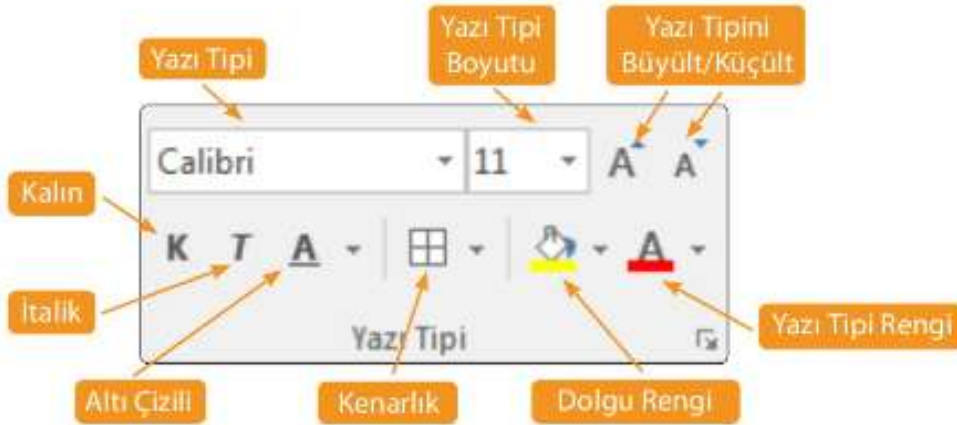 Yazı Tipi
Yazı Tipi
Boyutu
Yazı Tipini
Büyült/Küçült
Calibri
11
A
A
Kalın
K
T
A
A
İtalik
Yazı Tipi
Yazı Tipi Rengi
Altı Çizili
Kenarlık
Dolgu Rengi